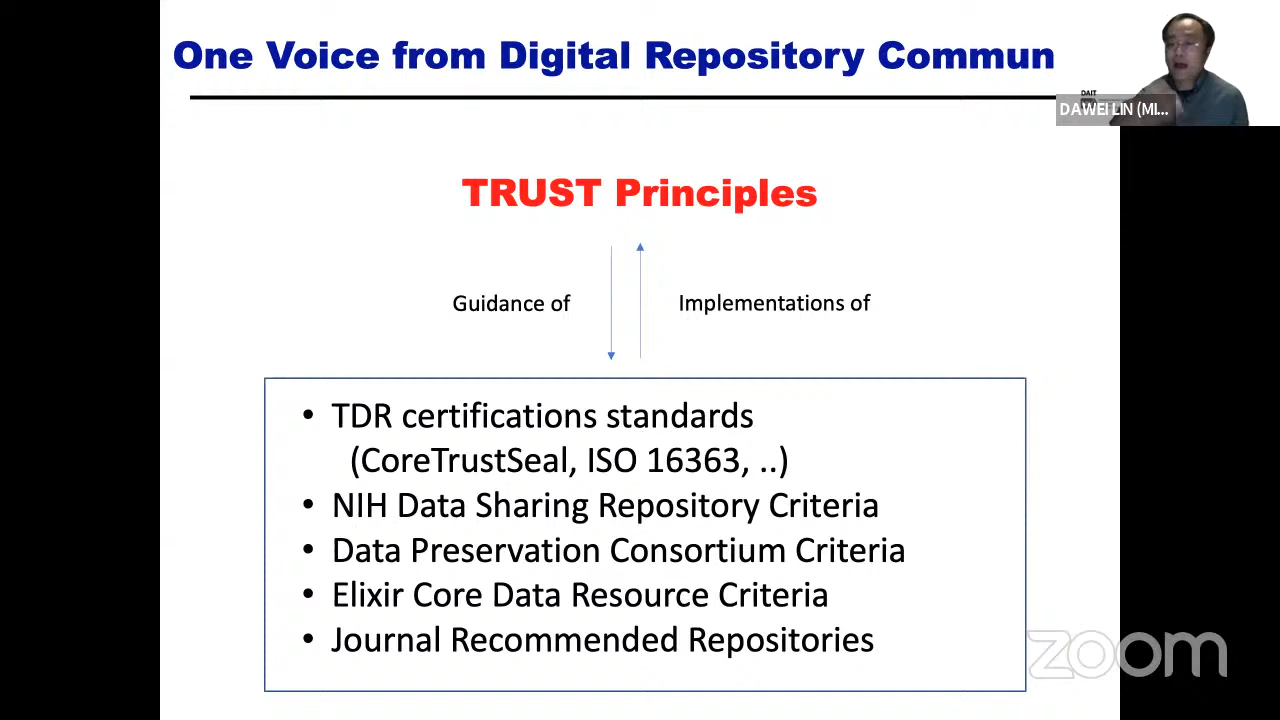 One Voice from Digital Repository Commun
DAIT
DAWEI LIN (MI...
TRUST Principles
Guidance of
Implementations of
• TDR certifications standards
(CoreTrustSeal, ISO 16363, ..)
• NIH Data Sharing Repository Criteria
• Data Preservation Consortium Criteria
• Elixir Core Data Resource Criteria
• Journal Recommended Repositories
zoom